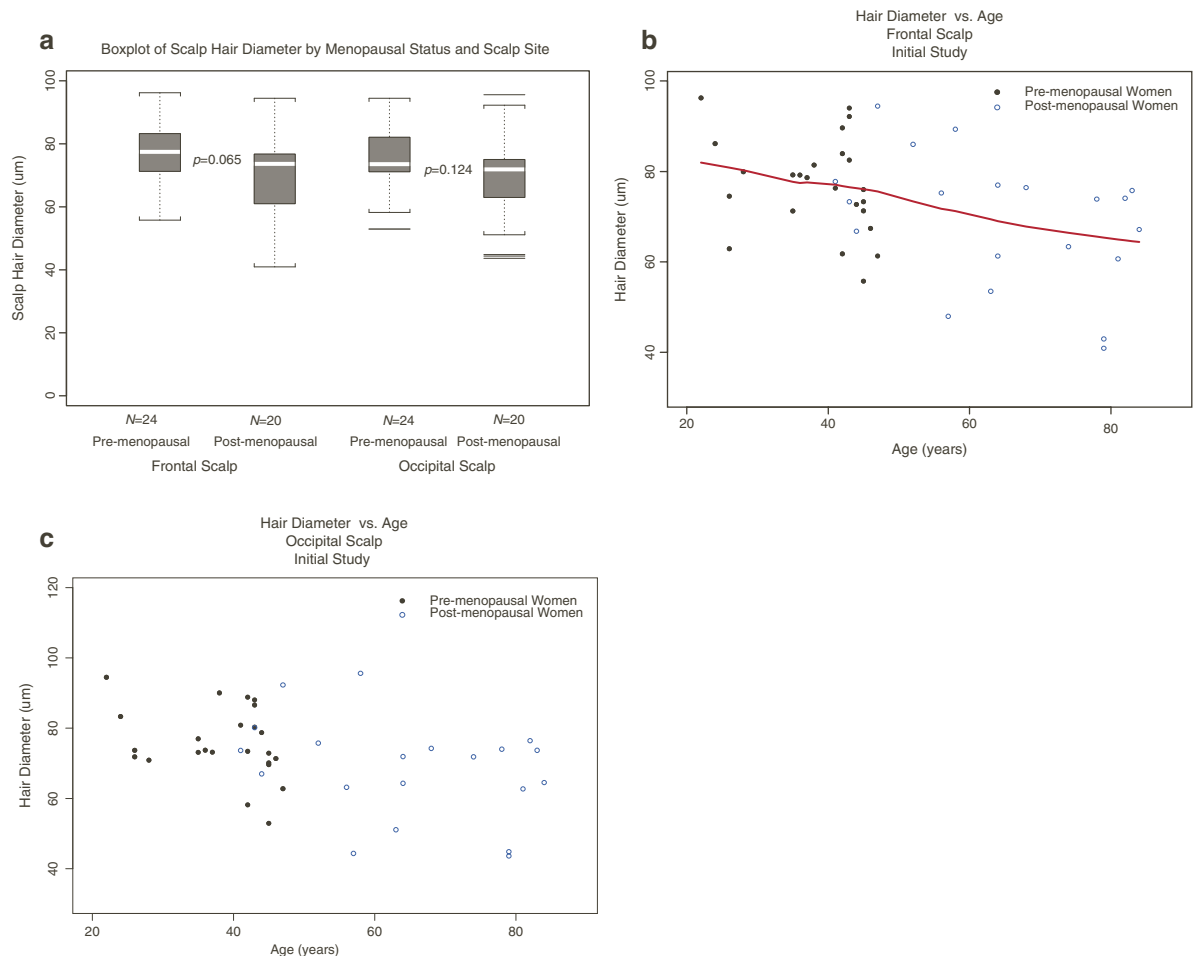 a
Boxplot of Scalp Hair Diameter by Menopausal Status and Scalp Site
Scalp Hair Diameter (um)
100
80
60
40
20
0
p=0.065
p=0.124
N=24
N=20
N=24
N=20
Pre-menopausal
Post-menopausal
Pre-menopausal
Post-menopausal
Frontal Scalp
Occipital Scalp
b
Hair Diameter vs. Age
Frontal Scalp
Initial Study
Pre-menopausal Women
Post-menopausal Women
Hair Diameter (um)
100
80
60
40
20
40
60
80
Age (years)
c
Hair Diameter vs. Age
Occipital Scalp
Initial Study
Pre-menopausal Women
Post-menopausal Women
Hair Diameter (um)
120
100
80
60
40
20
40
60
80
Age (years)